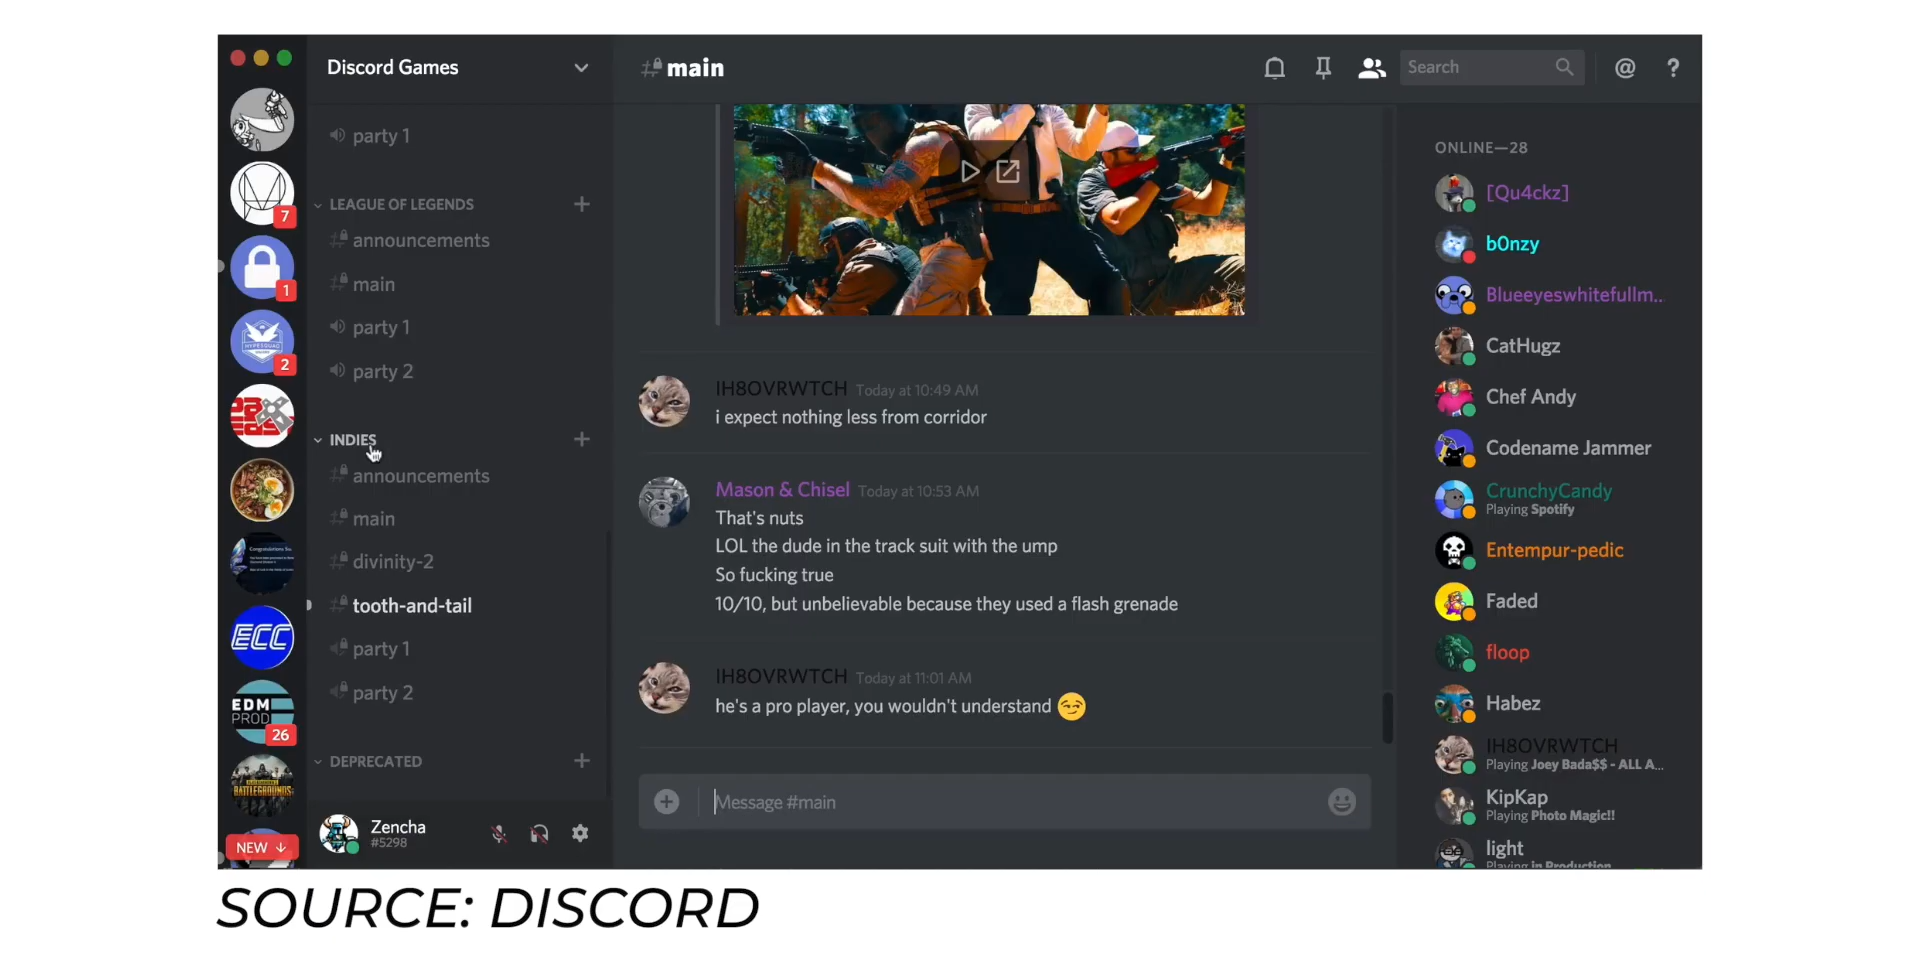 Discord Games
party 1
LEAGUE OF LEGENDS
announcements
main
party 1
party 2
INDIES
announcements
main
divinity-2
tooth-and-tail
party 1
party 2
DEPRECATED
Zencha
#5298
7
1
HYPESQUAD
2
ECC
EDM
PROD
26
BATTLEGROUNDS
NEW ↓
#main
Search
@
?
IH8OVRWTCH Today at 10:49 AM
i expect nothing less from corridor
Mason & Chisel Today at 10:53 AM
That's nuts
LOL the dude in the track suit with the ump
So fucking true
10/10, but unbelievable because they used a flash grenade
IH8OVRWTCH Today at 11:01 AM
he's a pro player, you wouldn't understand 😏
Message #main
ONLINE—28
[Qu4ckz]
b0nzy
Blueeyeswhitefullm..
CatHugz
Chef Andy
Codename Jammer
CrunchyCandy
Playing Spotify
Entempur-pedic
Faded
floop
Habez
IH8OVRWTCH
Playing Joey Bada$$ - ALL A...
KipKap
Playing Photo Magic!!
light
Playing in Production
SOURCE: DISCORD